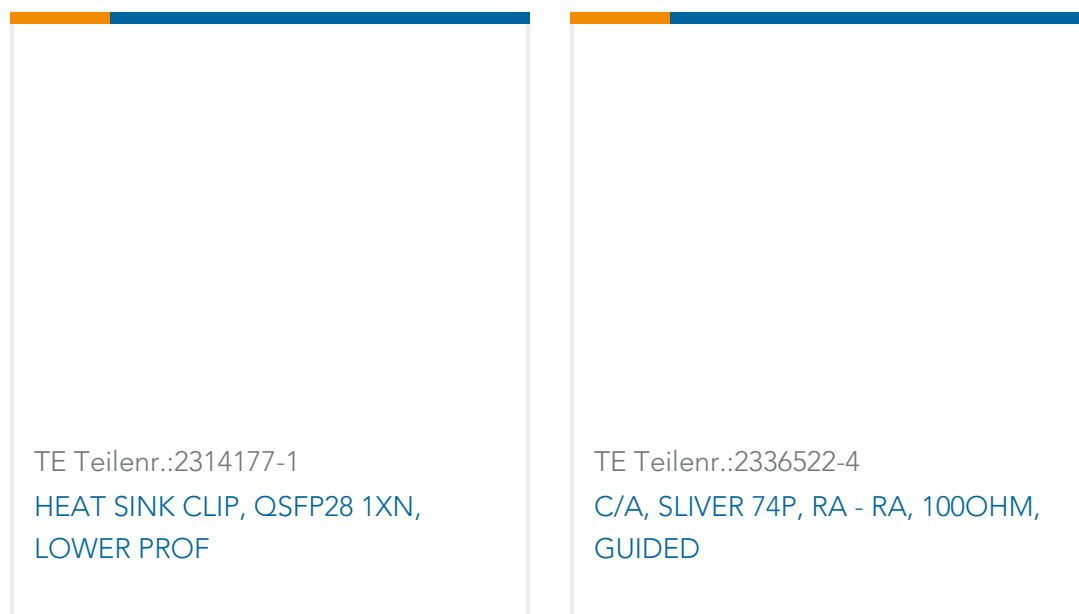 TE Teilenr.:2314177-1
HEAT SINK CLIP, QSFP28 1XN,
LOWER PROF
TE Teilenr.:2336522-4
C/A, SLIVER 74P, RA - RA, 100OHM,
GUIDED